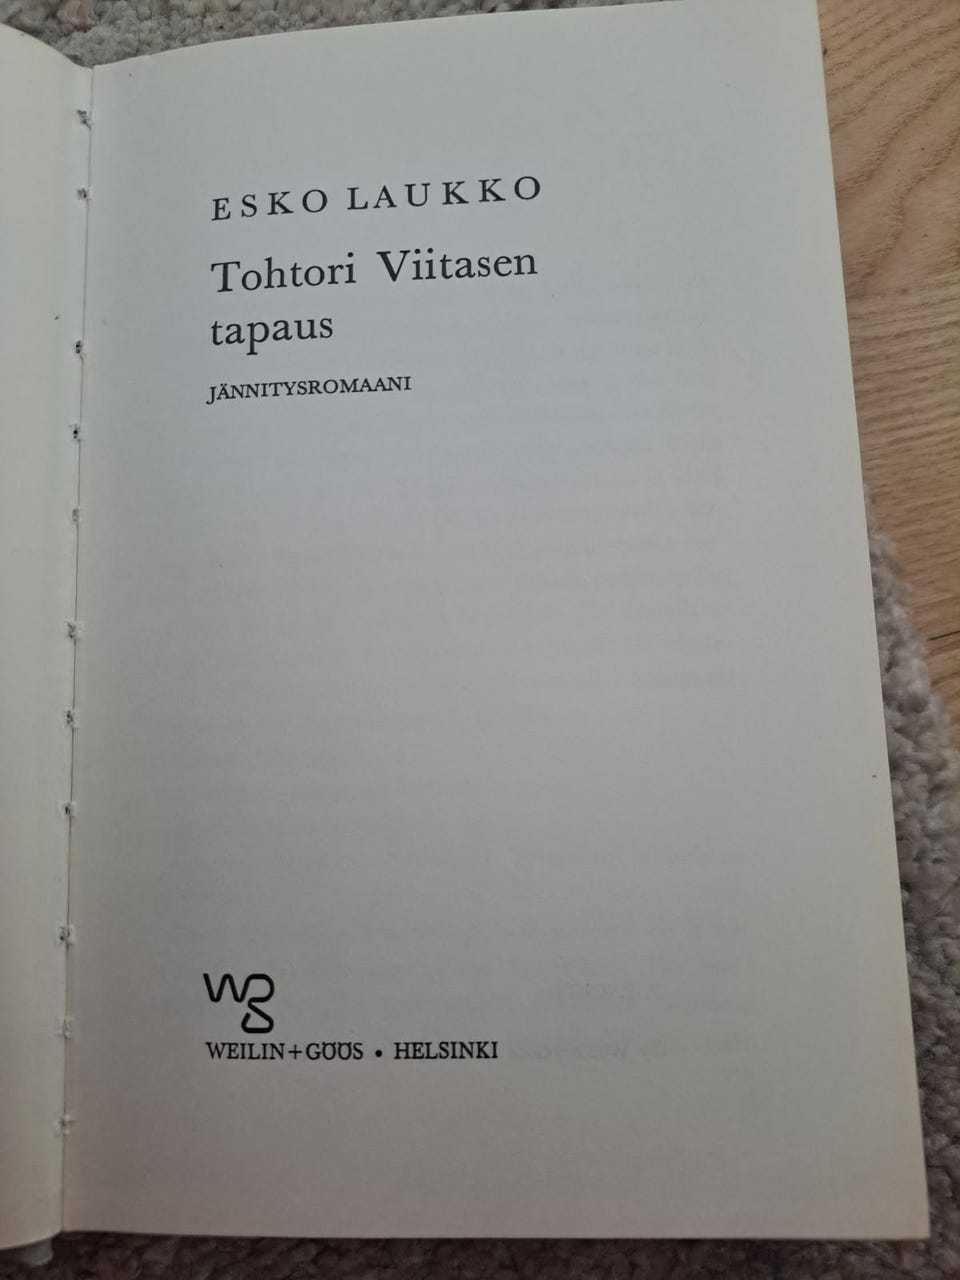 ESKO LAUKKO
Tohtori Viitasen
tapaus
JÄNNITYSROMAANI
WEILIN+GÖÖS • HELSINKI